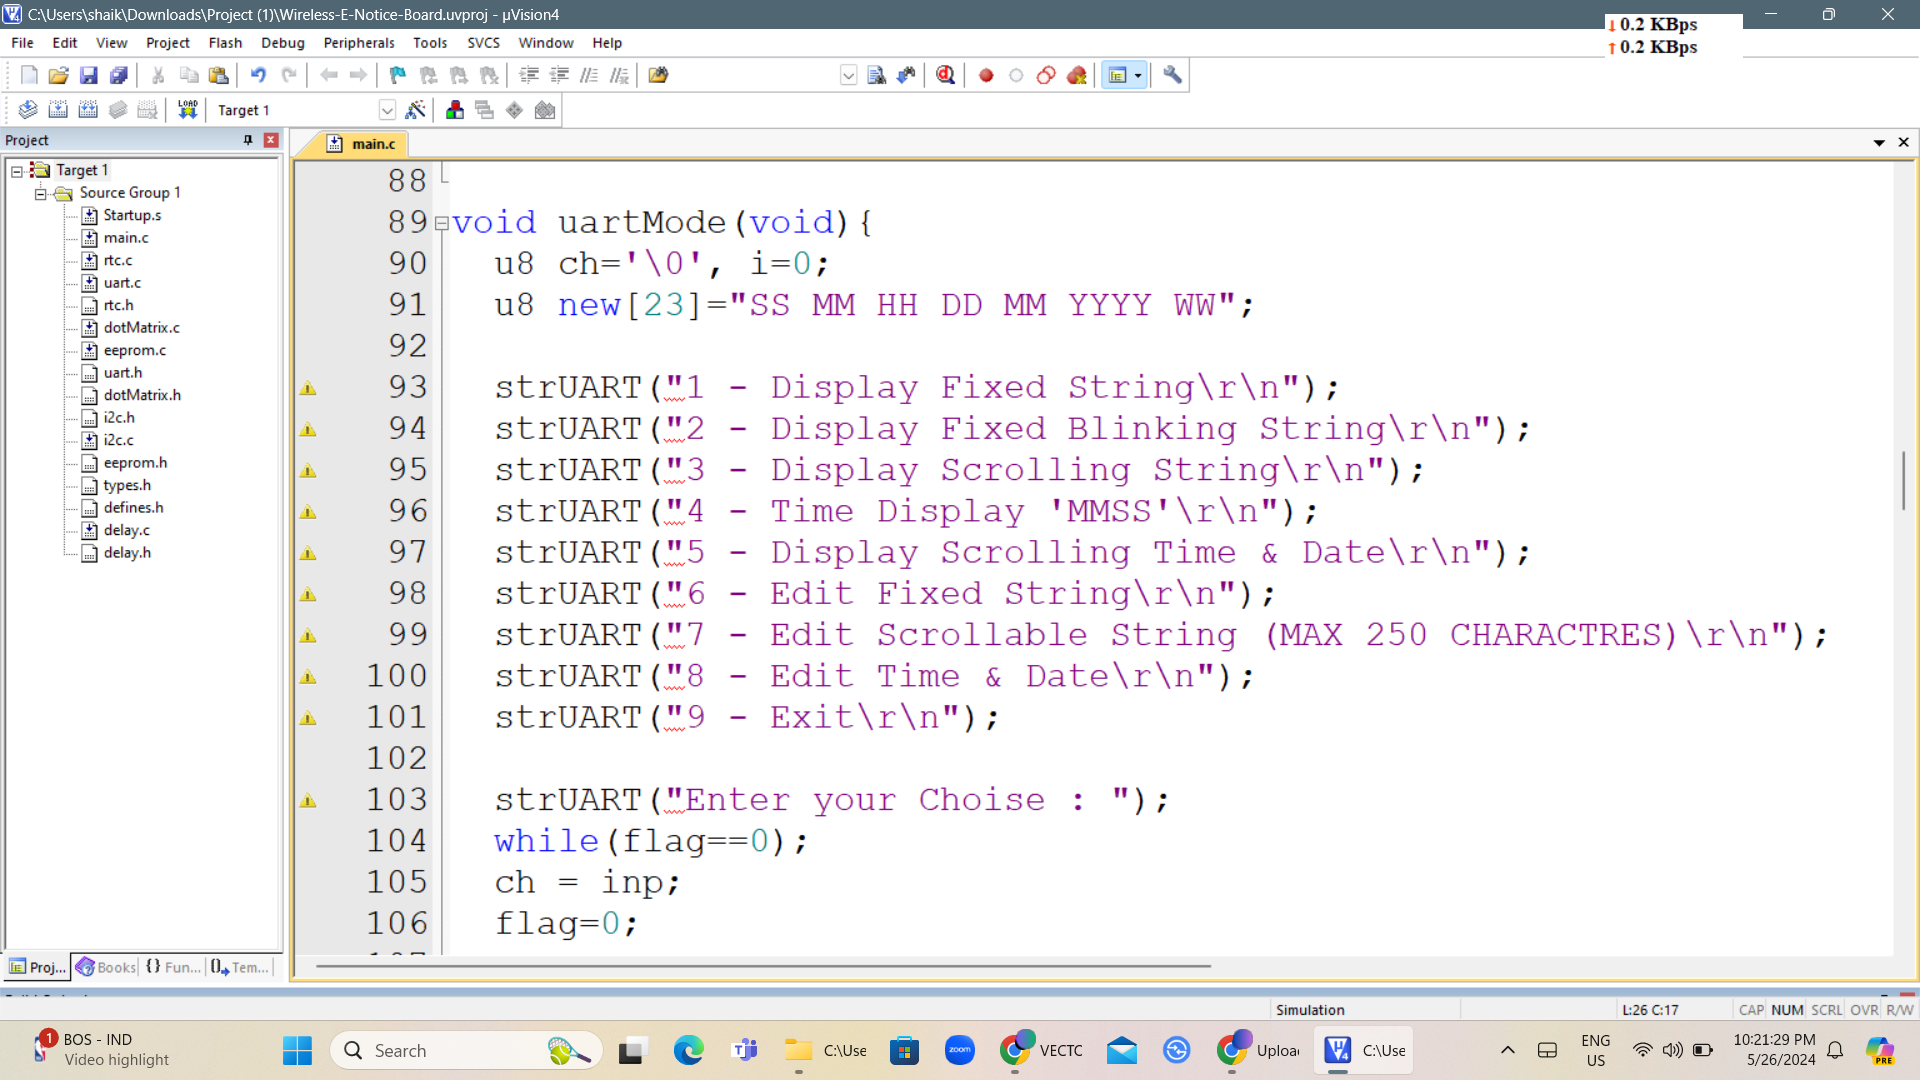 C:\Users\shaik\Downloads\Project (1)\Wireless-E-Notice-Board.uvproj - µVision4
↓ 0.2 KBps
↑ 0.2 KBps
File Edit View Project Flash Debug Peripherals Tools SVCS Window Help
LOAD Target 1
Project
main.c
Target 1
Source Group 1
Startup.s
main.c
rtc.c
uart.c
rtc.h
dotMatrix.c
eeprom.c
uart.h
dotMatrix.h
i2c.h
i2c.c
eeprom.h
types.h
defines.h
delay.c
delay.h
88
89 void uartMode(void){
90 u8 ch='\0', i=0;
91 u8 new[23]="SS MM HH DD MM YYYY WW";
92
93 strUART("1 - Display Fixed String\r\n");
94 strUART("2 - Display Fixed Blinking String\r\n");
95 strUART("3 - Display Scrolling String\r\n");
96 strUART("4 - Time Display 'MMSS'\r\n");
97 strUART("5 - Display Scrolling Time & Date\r\n");
98 strUART("6 - Edit Fixed String\r\n");
99 strUART("7 - Edit Scrollable String (MAX 250 CHARACTRES)\r\n");
100 strUART("8 - Edit Time & Date\r\n");
101 strUART("9 - Exit\r\n");
102
103 strUART("Enter your Choise : ");
104 while(flag==0);
105 ch = inp;
106 flag=0;
Proj... Books {} Fun... Tem...
Simulation L:26 C:17 CAP NUM SCRL OVR R/W
1 BOS - IND
Video highlight
Search
zoom
C:\Use
VECTC
Uploa
C:\Use
ENG
US
10:21:29 PM
5/26/2024
PRE